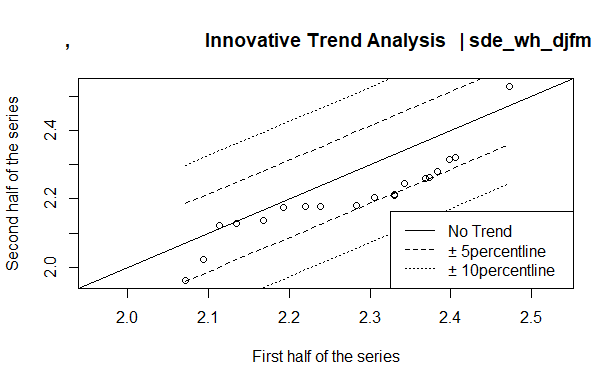 , Innovative Trend Analysis | sde_wh_djfm
Second half of the series
2.4
2.2
2.0
No Trend
± 5percentline
± 10percentline
2.0 2.1 2.2 2.3 2.4 2.5
First half of the series